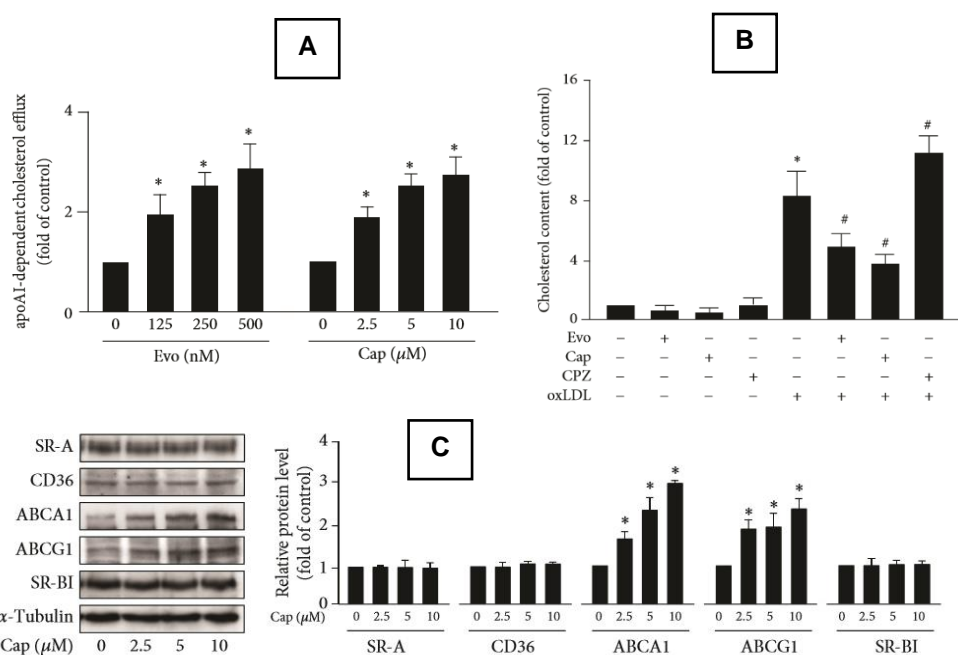 A
apoAI-dependent cholesterol efflux
(fold of control)
4
2
0
* * * * * *
0 125 250 500 0 2.5 5 10
Evo (nM) Cap (µM)
B
Cholesterol content (fold of control)
16
12
8
4
0
* # # #
Evo – + – – – + – –
Cap – – + – – – + –
CPZ – – – + – – – +
oxLDL – – – – + + + +
SR-A
CD36
ABCA1
ABCG1
SR-BI
α-Tubulin
Cap (µM) 0 2.5 5 10
C
Relative protein level
(fold of control)
4
3
2
1
0
* * * * * *
Cap (µM) 0 2.5 5 10 0 2.5 5 10 0 2.5 5 10 0 2.5 5 10 0 2.5 5 10
SR-A CD36 ABCA1 ABCG1 SR-BI